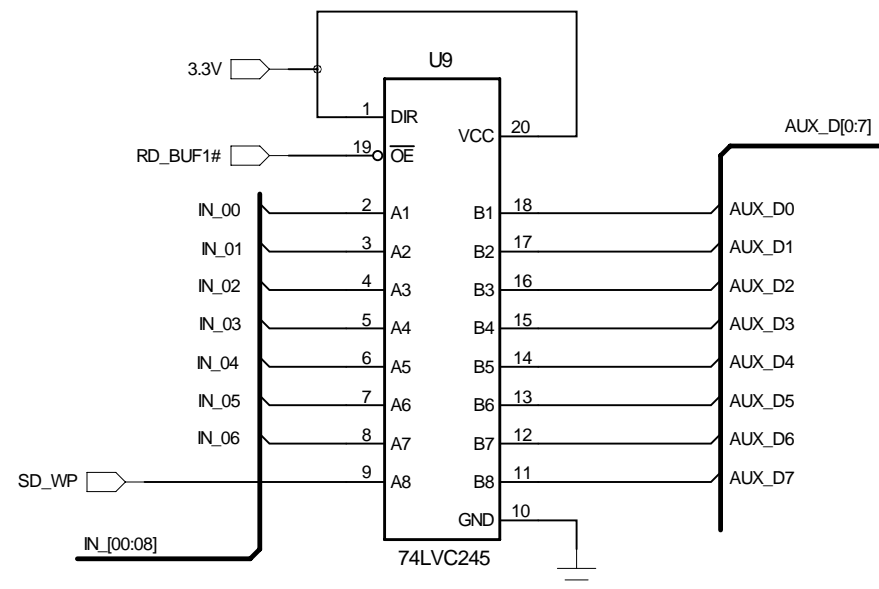 U9
3.3V
1 DIR
VCC 20
AUX_D[0:7]
RD_BUF1# 19 OE
IN_00 2 A1 B1 18 AUX_D0
IN_01 3 A2 B2 17 AUX_D1
IN_02 4 A3 B3 16 AUX_D2
IN_03 5 A4 B4 15 AUX_D3
IN_04 6 A5 B5 14 AUX_D4
IN_05 7 A6 B6 13 AUX_D5
IN_06 8 A7 B7 12 AUX_D6
SD_WP 9 A8 B8 11 AUX_D7
GND 10
IN_[00:08]
74LVC245